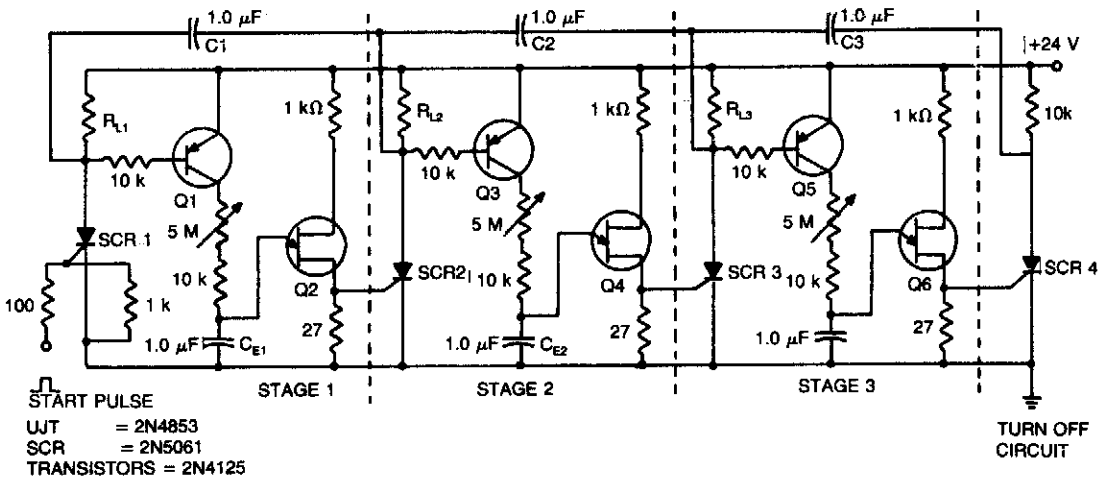 1.0 µF
C1
1.0 µF
C2
1.0 µF
C3
+24 V
RL1
1 kΩ
RL2
1 kΩ
RL3
1 kΩ
10k
10 k
Q1
10 k
Q3
10 k
Q5
5 M
5 M
5 M
SCR 1
10 k
Q2
SCR2
10 k
Q4
SCR 3
10 k
Q6
SCR 4
100
1 k
27
27
27
1.0 µF
CE1
1.0 µF
CE2
1.0 µF
STAGE 1
STAGE 2
STAGE 3
START PULSE
UJT = 2N4853
SCR = 2N5061
TRANSISTORS = 2N4125
TURN OFF
CIRCUIT